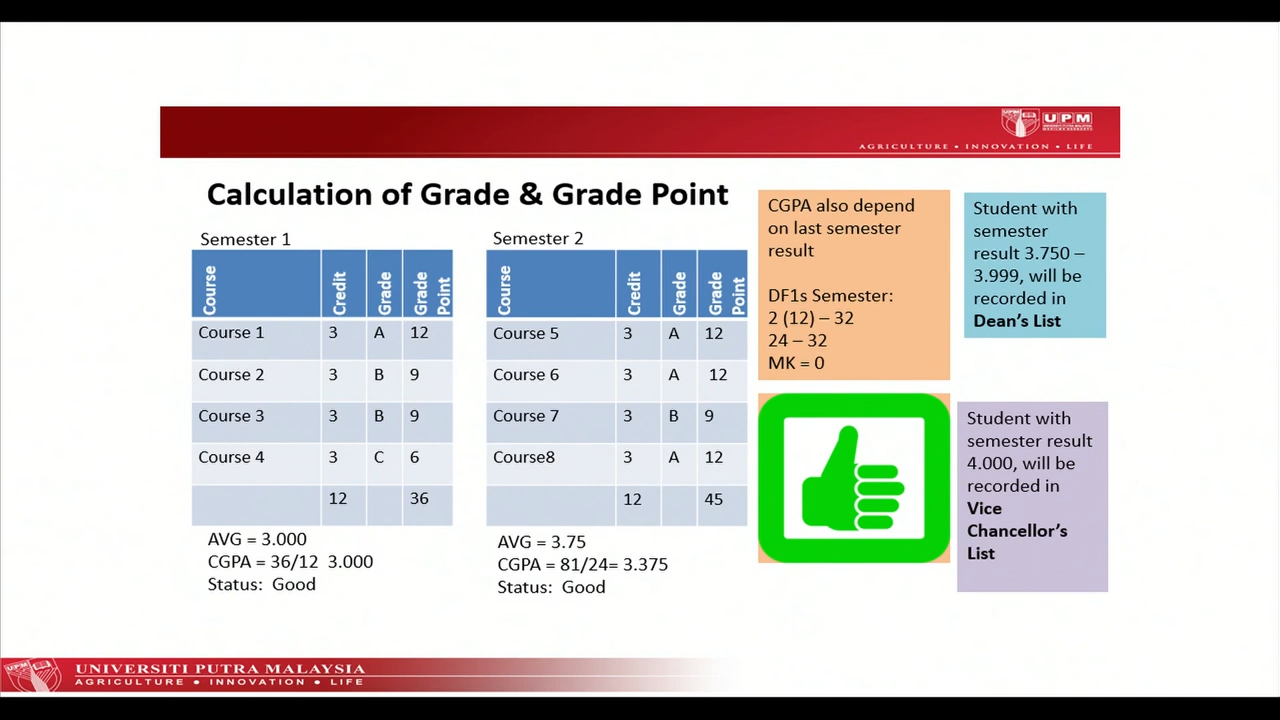 UPM
AGRICULTURE • INNOVATION • LIFE
Calculation of Grade & Grade Point
Semester 1
Course Credit Grade Grade Point
Course 1 3 A 12
Course 2 3 B 9
Course 3 3 B 9
Course 4 3 C 6
12 36
AVG = 3.000
CGPA = 36/12 3.000
Status: Good
Semester 2
Course Credit Grade Grade Point
Course 5 3 A 12
Course 6 3 A 12
Course 7 3 B 9
Course8 3 A 12
12 45
AVG = 3.75
CGPA = 81/24= 3.375
Status: Good
CGPA also depend
on last semester
result
DF1s Semester:
2 (12) – 32
24 – 32
MK = 0
Student with
semester
result 3.750 –
3.999, will be
recorded in
Dean's List
Student with
semester result
4.000, will be
recorded in
Vice
Chancellor's
List
UNIVERSITI PUTRA MALAYSIA
AGRICULTURE • INNOVATION • LIFE